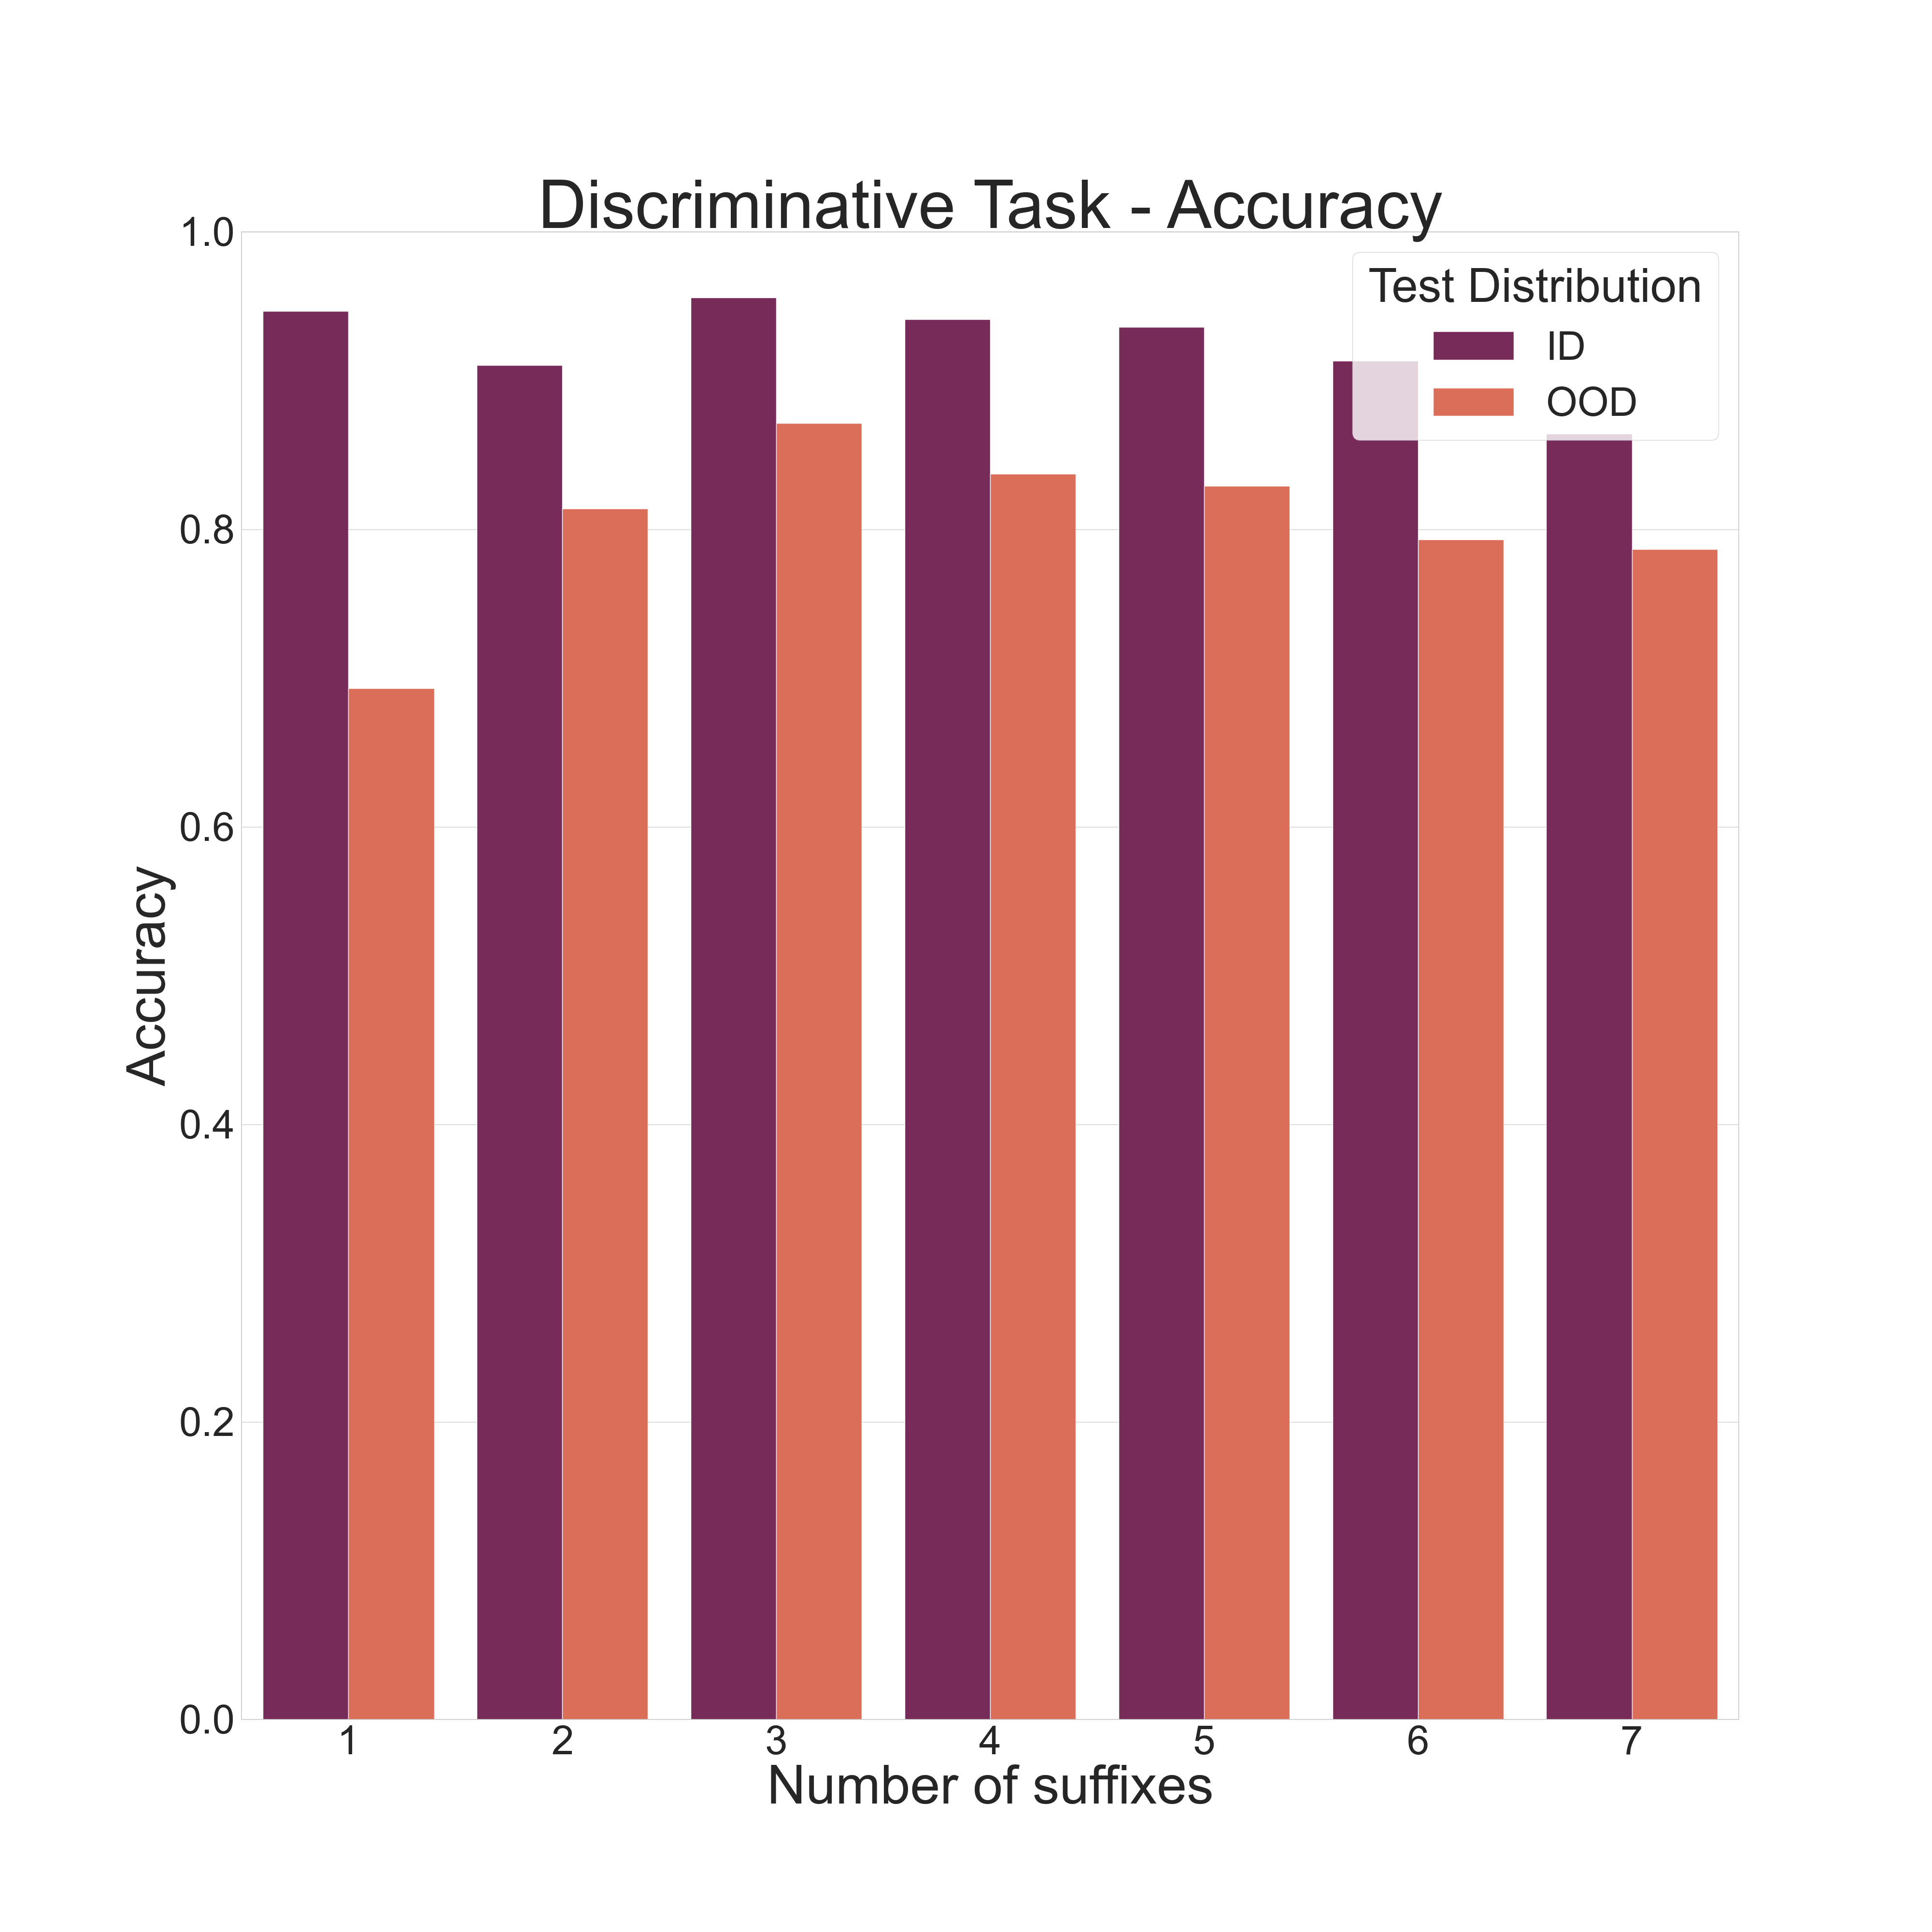 Discriminative Task - Accuracy
1.0
0.8
0.6
0.4
0.2
0.0
Accuracy
Test Distribution
ID
OOD
1 2 3 4 5 6 7
Number of suffixes